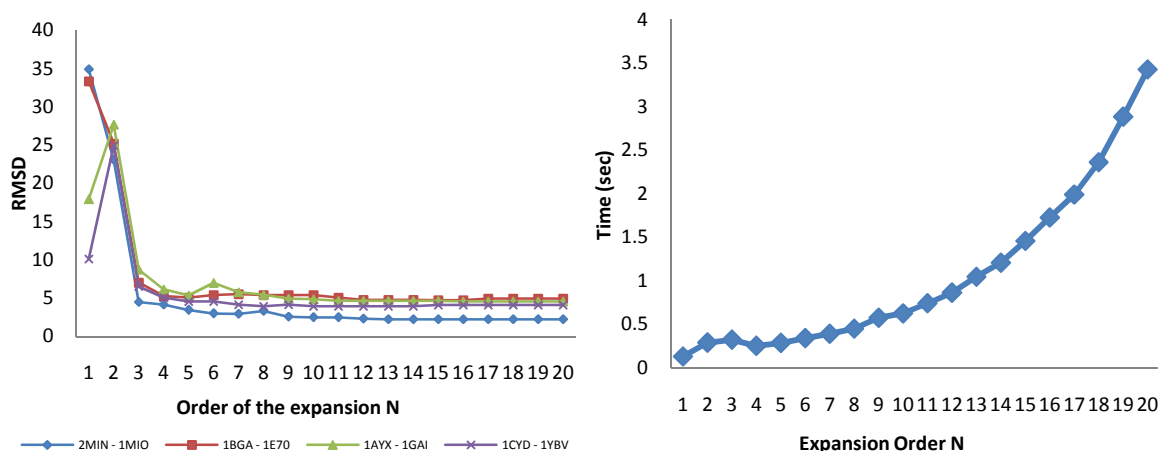 40
35
30
25
20
15
10
5
0
RMSD
1 2 3 4 5 6 7 8 9 10 11 12 13 14 15 16 17 18 19 20
Order of the expansion N
2MIN - 1MIO 1BGA - 1E70 1AYX - 1GAI 1CYD - 1YBV
4
3.5
3
2.5
2
1.5
1
0.5
0
Time (sec)
1 2 3 4 5 6 7 8 9 10 11 12 13 14 15 16 17 18 19 20
Expansion Order N